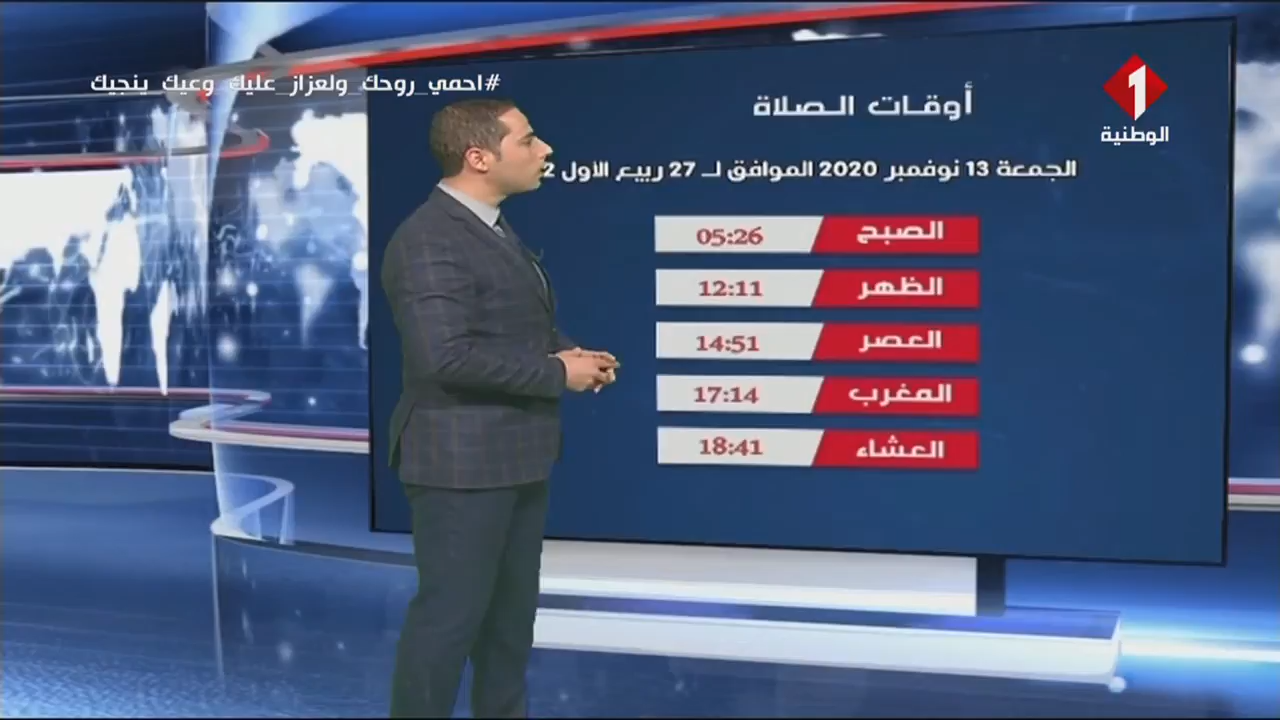 #احمي_روحك_ولعزاز_عليك_وعيك_ينجيك
1
الوطنية
أوقات الصلاة
الجمعة 13 نوفمبر 2020 الموافق لـ 27 ربيع الأول
الصبح 05:26
الظهر 12:11
العصر 14:51
المغرب 17:14
العشاء 18:41